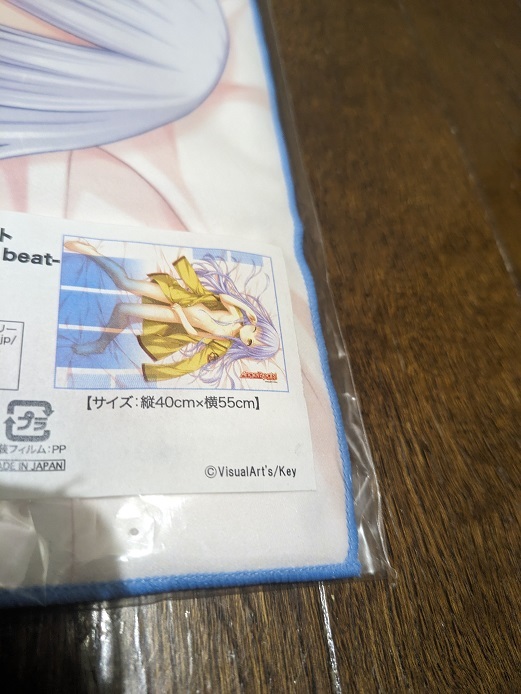 ト
beat-
リー
jp/
【サイズ：縦40cm×横55cm】
プラ
装フィルム：PP
MADE IN JAPAN
©VisualArt's/Key